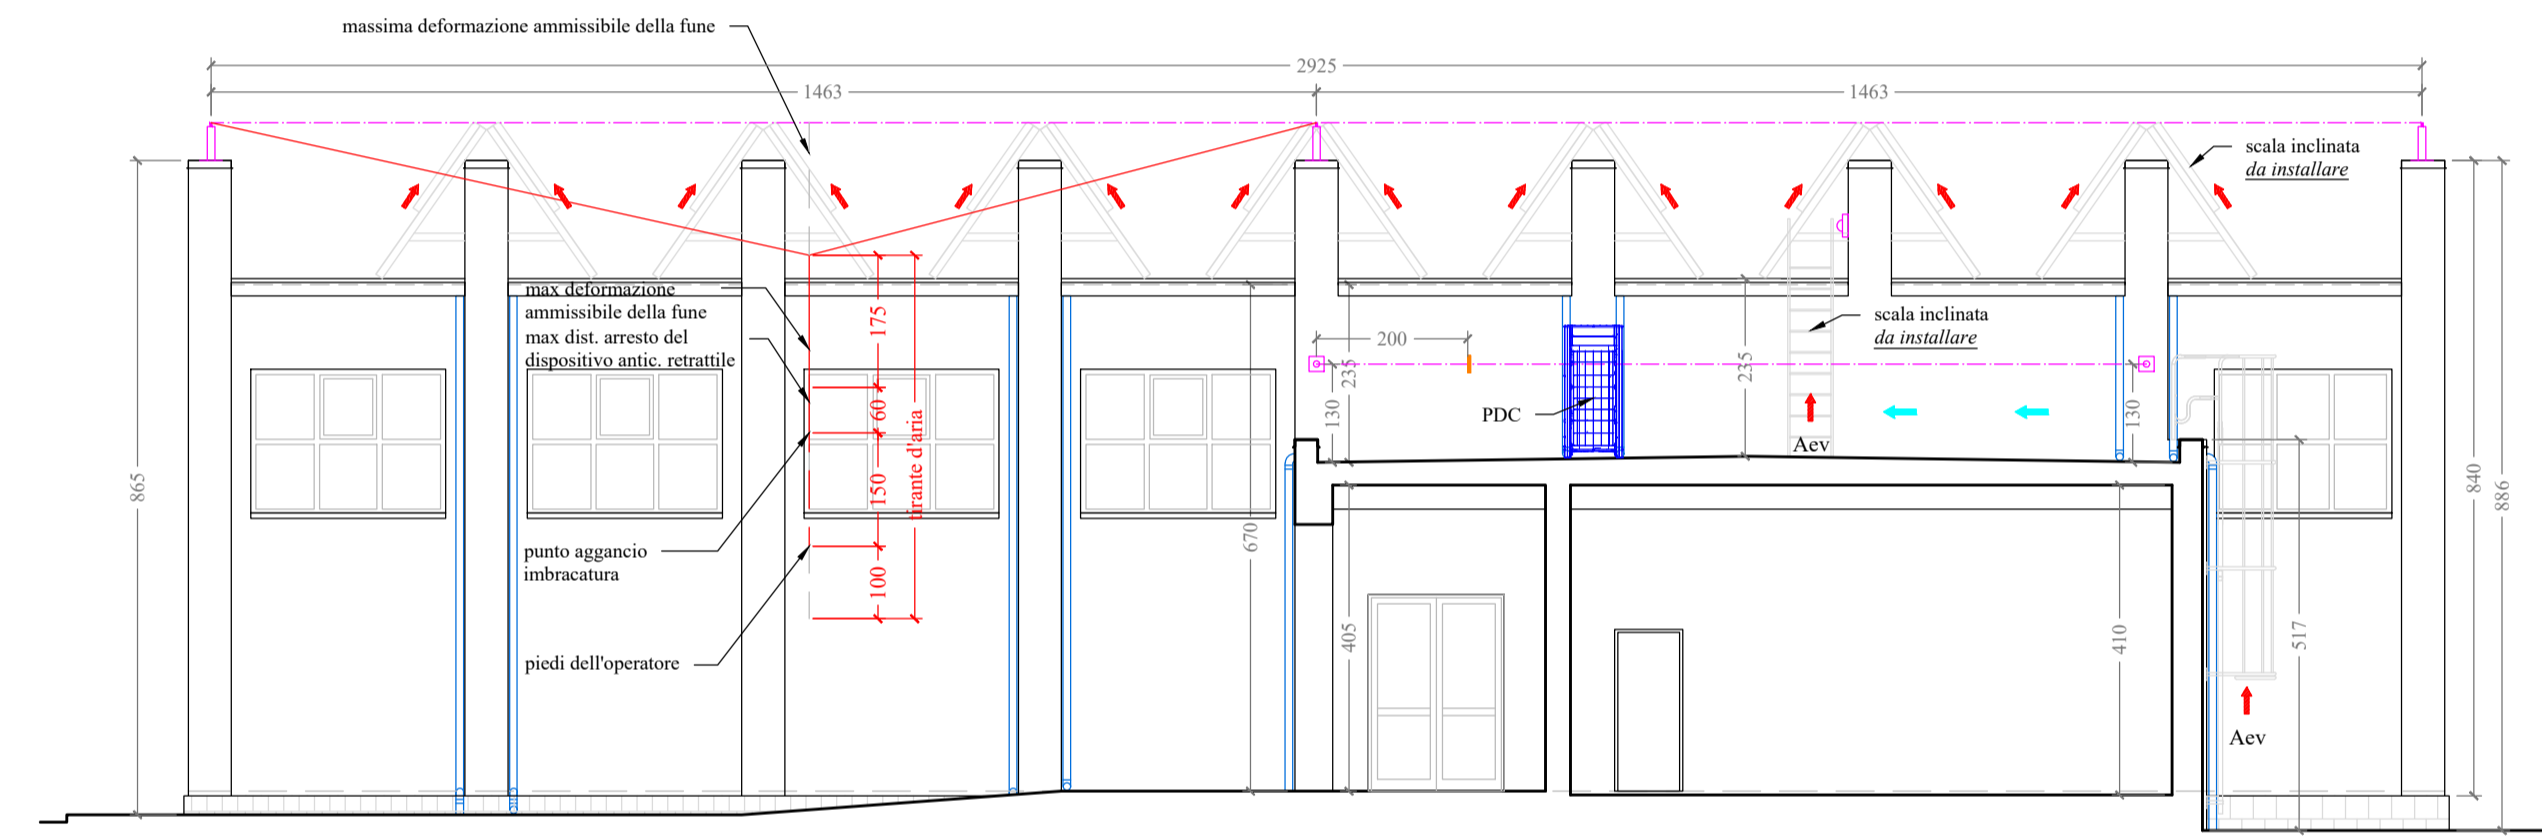 massima deformazione ammissibile della fune
2925
1463
1463
scala inclinata
da installare
max deformazione
ammissibile della fune
max dist. arresto del
dispositivo antic. retrattile
175
60
150
100
tirante d'aria
scala inclinata
da installare
200
235
235
130
130
PDC
Aev
865
840
886
670
punto aggancio
imbracatura
405
410
517
piedi dell'operatore
Aev